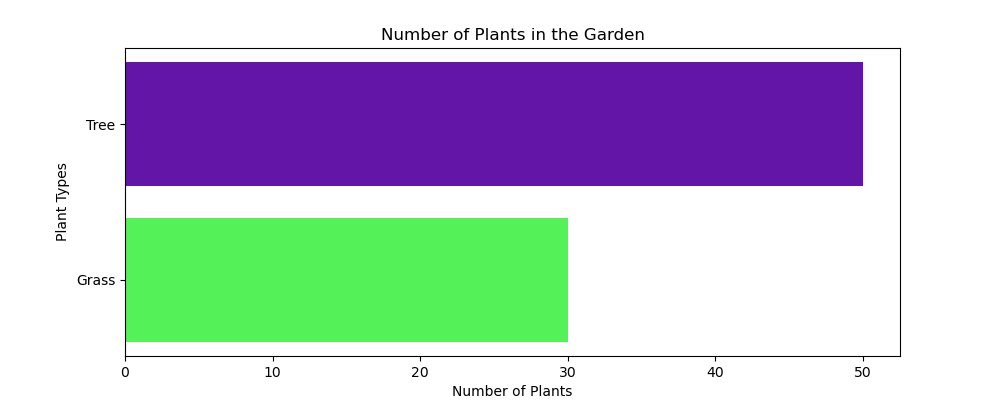 Number of Plants in the Garden
Plant Types
Tree
Grass
0 10 20 30 40 50
Number of Plants